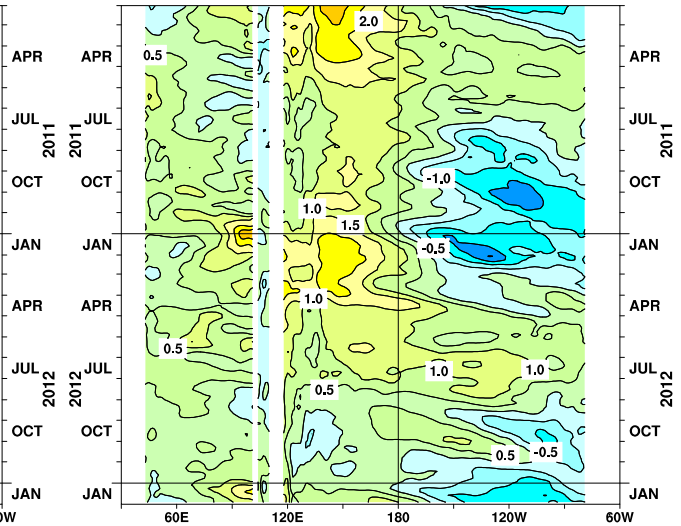 2.0
0.5
APR APR APR
JUL JUL JUL
2011 2011 2011
-1.0
OCT OCT OCT
1.0
1.5
JAN JAN -0.5 JAN
1.0
APR APR APR
0.5
JUL JUL 1.0 1.0 JUL
2012 2012 2012
0.5
OCT OCT OCT
0.5 -0.5
JAN JAN JAN
0W 60E 120E 180 120W 60W